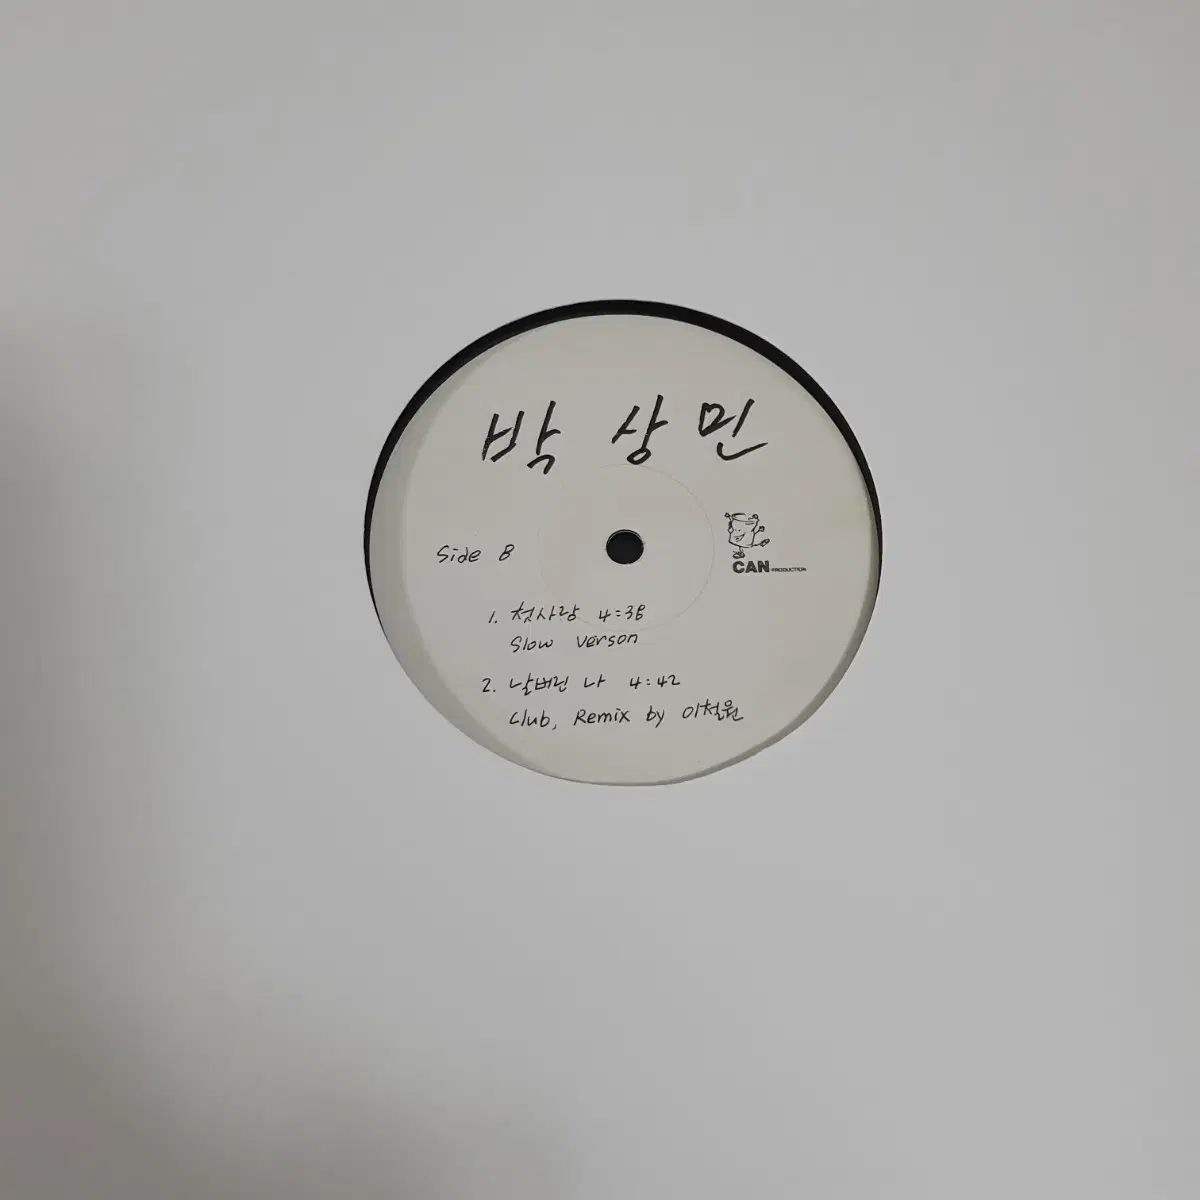 박 상 민
Side B
CAN PRODUCTION
1. 첫사랑 4:38
Slow Verson
2. 날버린 나 4:42
Club, Remix by 이철원